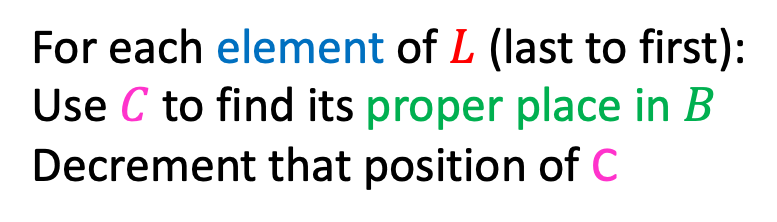 For each element of L (last to first):
Use C to find its proper place in B
Decrement that position of C